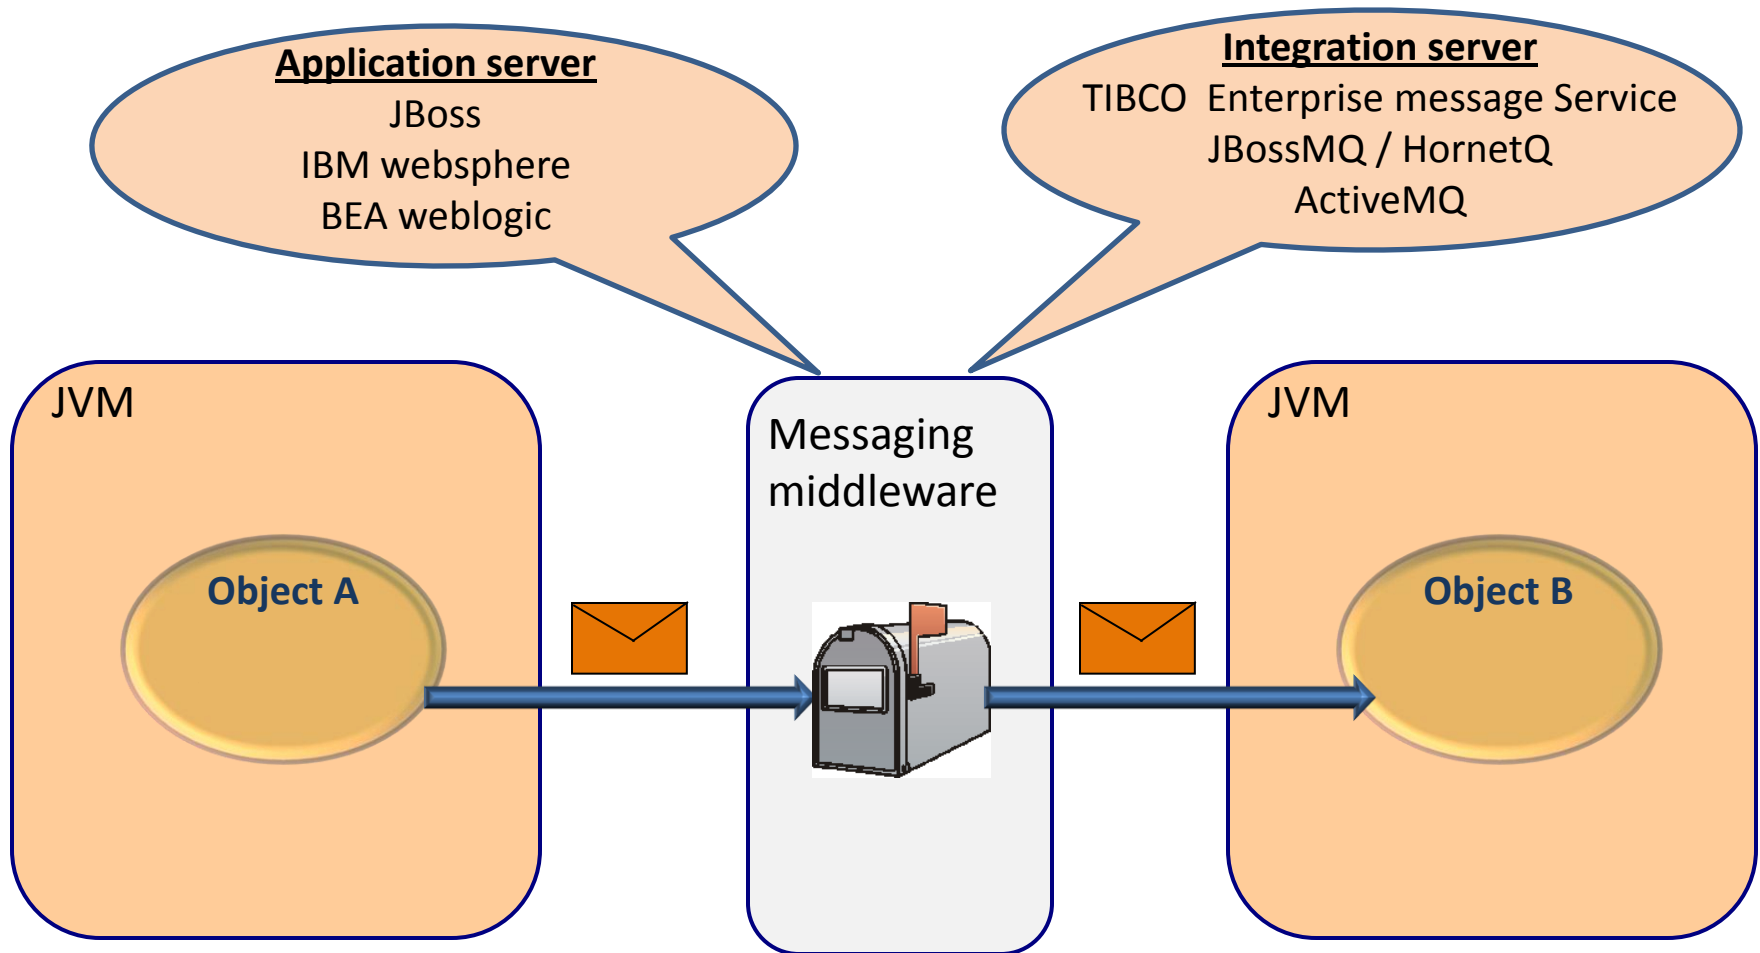 Application server
JBoss
IBM websphere
BEA weblogic
Integration server
TIBCO  Enterprise message Service
JBossMQ / HornetQ
ActiveMQ
JVM
Object A
Messaging
middleware
JVM
Object B